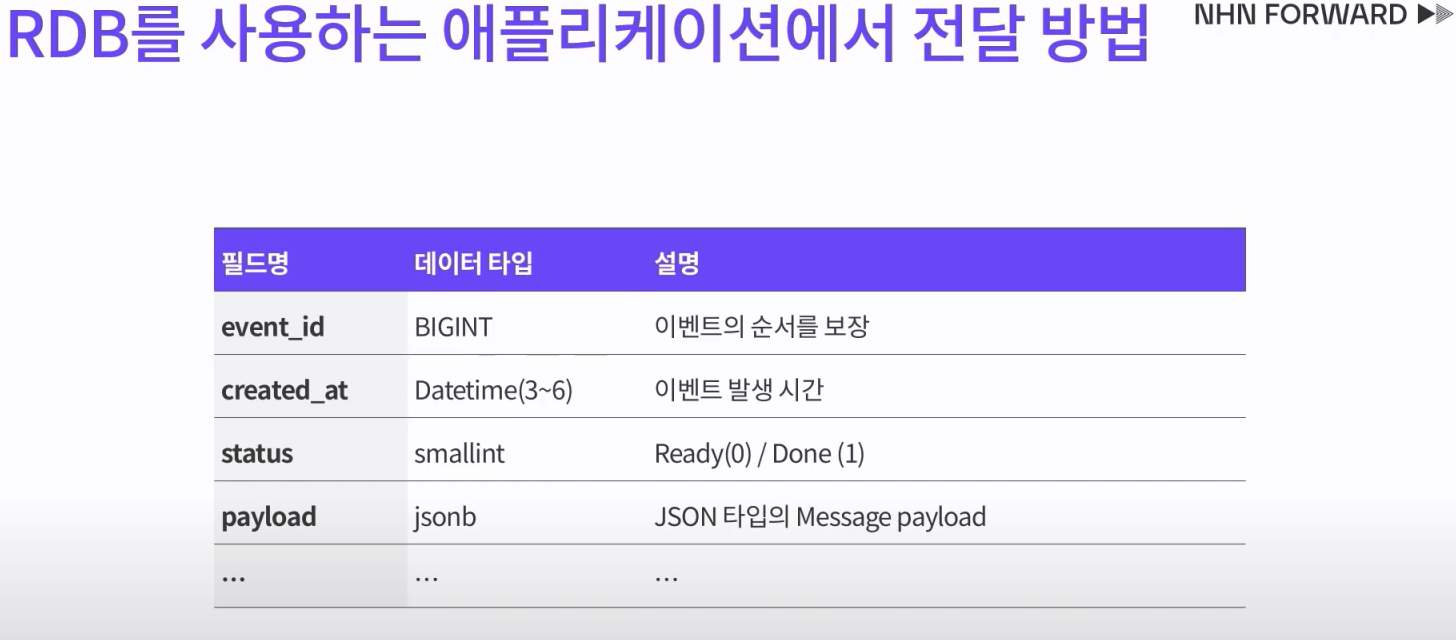 RDB를 사용하는 애플리케이션에서 전달 방법
NHN FORWARD
필드명 데이터 타입 설명
event_id BIGINT 이벤트의 순서를 보장
created_at Datetime(3~6) 이벤트 발생 시간
status smallint Ready(0) / Done (1)
payload jsonb JSON 타입의 Message payload
... ... ...